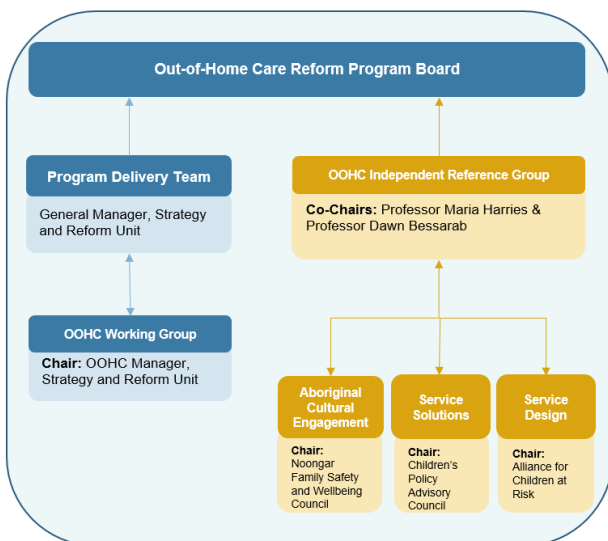 Out-of-Home Care Reform Program Board
Program Delivery Team
General Manager, Strategy
and Reform Unit
OOHC Working Group
Chair: OOHC Manager,
Strategy and Reform Unit
OOHC Independent Reference Group
Co-Chairs: Professor Maria Harries &
Professor Dawn Bessarab
Aboriginal
Cultural
Engagement
Chair:
Noongar
Family Safety
and Wellbeing
Council
Service
Solutions
Chair:
Children's
Policy
Advisory
Council
Service
Design
Chair:
Alliance for
Children at
Risk